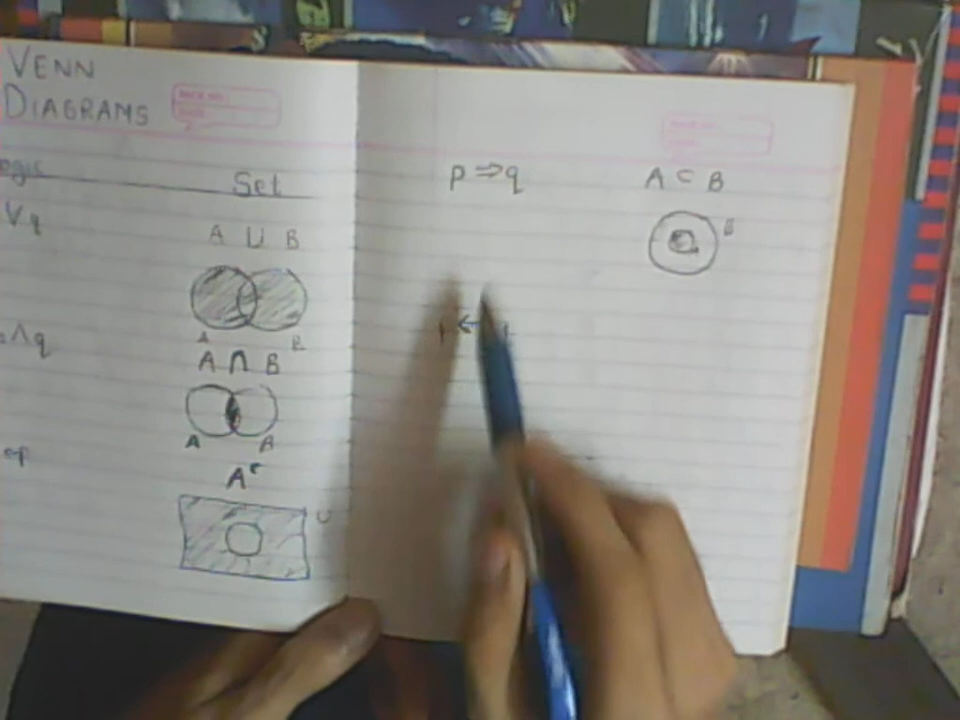 VENN
DIAGRAMS
Set
∨q
A ∪ B
A B
∧q
A ∩ B
A B
Aᶜ
U
p ⇒ q
A ⊂ B
B